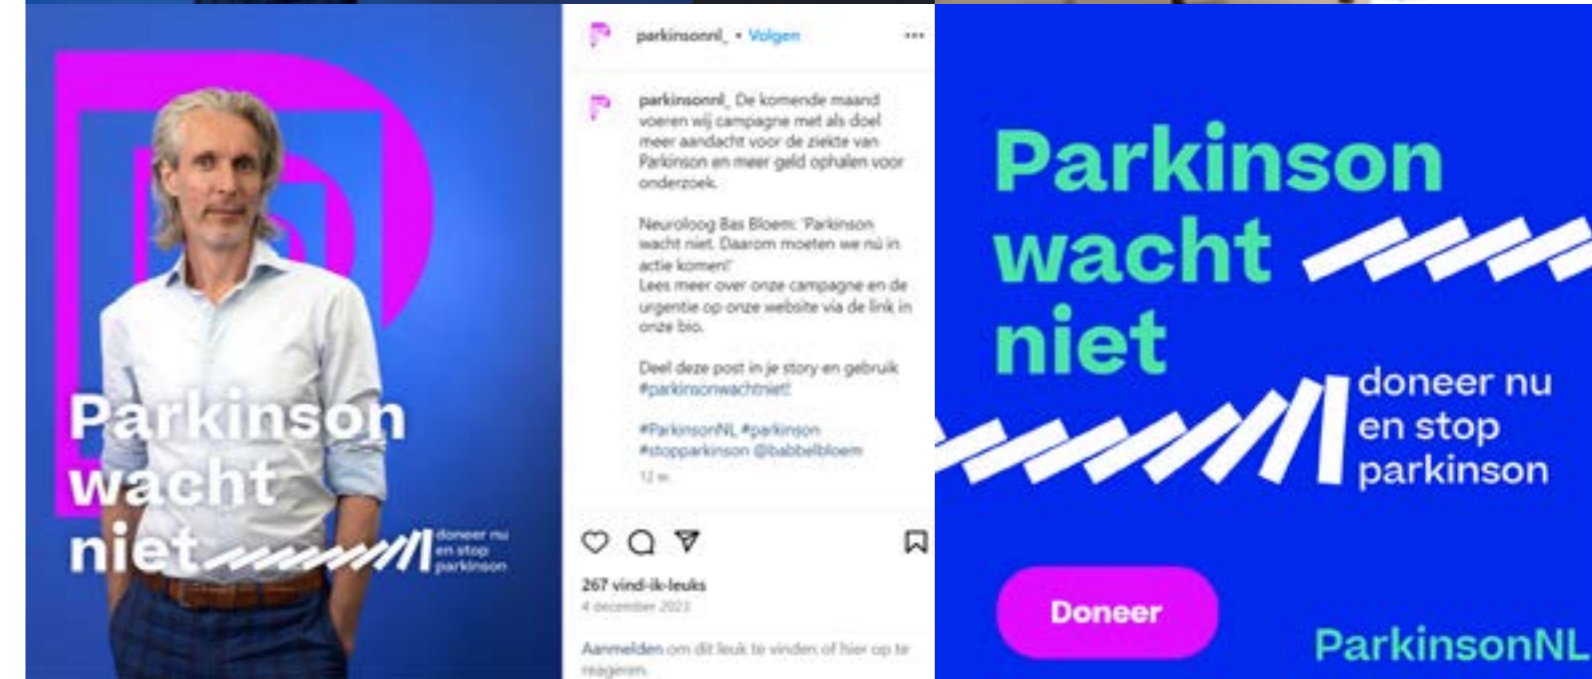 Parkinson
wacht
niet
doneer nu
en stop
parkinson
parkinsonnl_ • Volgen
parkinsonnl_ De komende maand
voeren wij campagne met als doel
meer aandacht voor de ziekte van
Parkinson en meer geld ophalen voor
onderzoek.
Neuroloog Bas Bloem: 'Parkinson
wacht niet. Daarom moeten we nú in
actie komen!'
Lees meer over onze campagne en de
urgentie op onze website via de link in
onze bio.
Deel deze post in je story en gebruik
#parkinsonwachtniet!
#ParkinsonNL #parkinson
#stopparkinson @babbelbloem
12 w
267 vind-ik-leuks
4 december 2023
Aanmelden om dit leuk te vinden of hier op te
reageren.
Parkinson
wacht
niet
doneer nu
en stop
parkinson
Doneer
ParkinsonNL